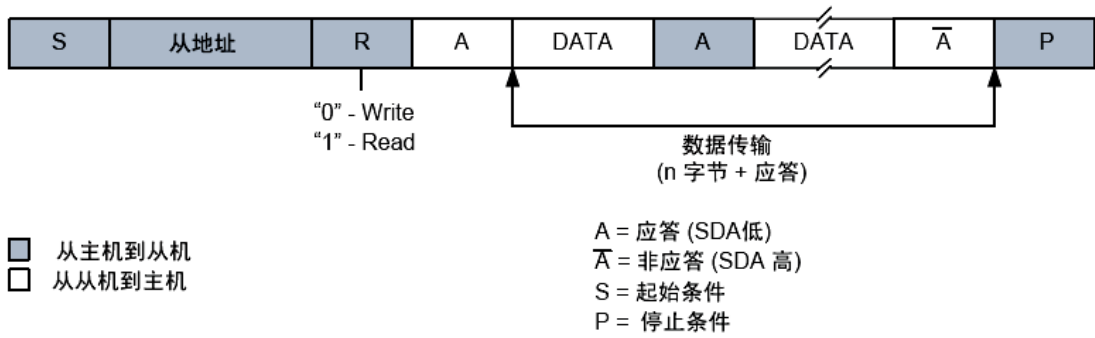 S 从地址 R A DATA A DATA A̅ P
“0” - Write
“1” - Read
数据传输
(n 字节 + 应答)
从主机到从机
从从机到主机
A = 应答 (SDA低)
A̅ = 非应答 (SDA 高)
S = 起始条件
P = 停止条件